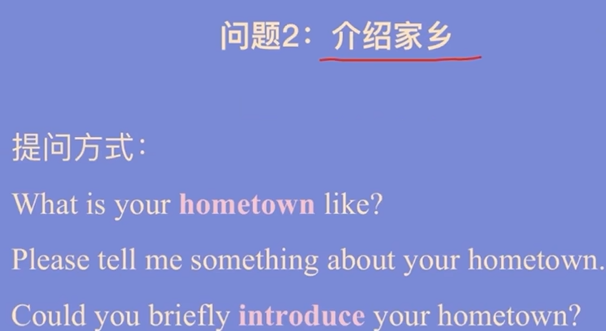 问题2：介绍家乡
提问方式：
What is your hometown like?
Please tell me something about your hometown.
Could you briefly introduce your hometown?